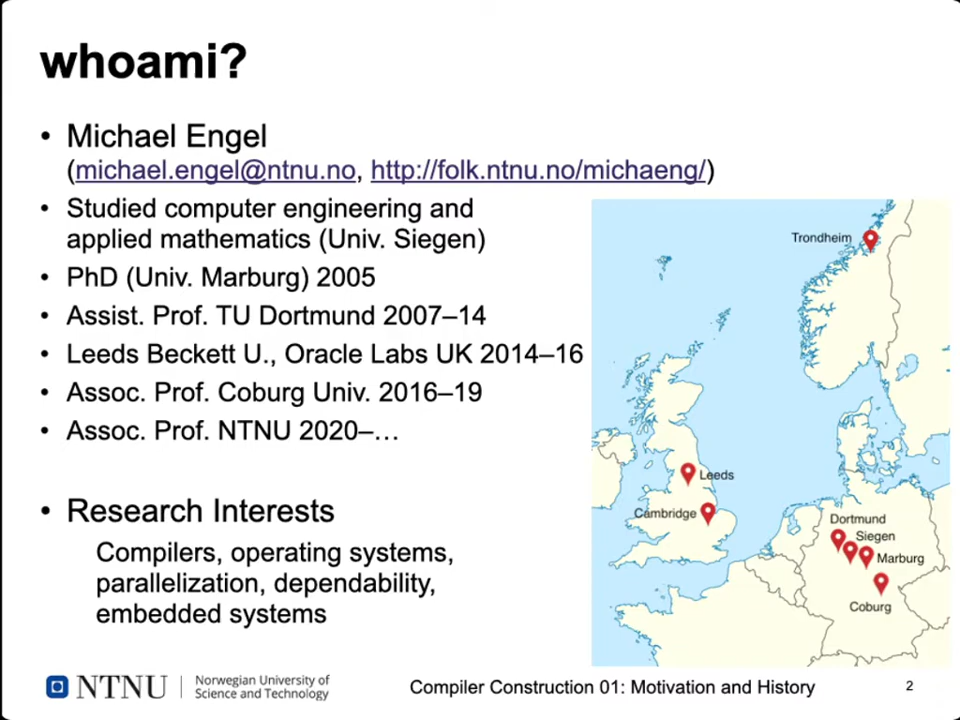 whoami?
• Michael Engel
(michael.engel@ntnu.no, http://folk.ntnu.no/michaeng/)
• Studied computer engineering and
applied mathematics (Univ. Siegen)
• PhD (Univ. Marburg) 2005
• Assist. Prof. TU Dortmund 2007–14
• Leeds Beckett U., Oracle Labs UK 2014–16
• Assoc. Prof. Coburg Univ. 2016–19
• Assoc. Prof. NTNU 2020–…
• Research Interests
Compilers, operating systems,
parallelization, dependability,
embedded systems
Trondheim
Leeds
Cambridge
Dortmund
Siegen
Marburg
Coburg
NTNU
Norwegian University of
Science and Technology
Compiler Construction 01: Motivation and History
2